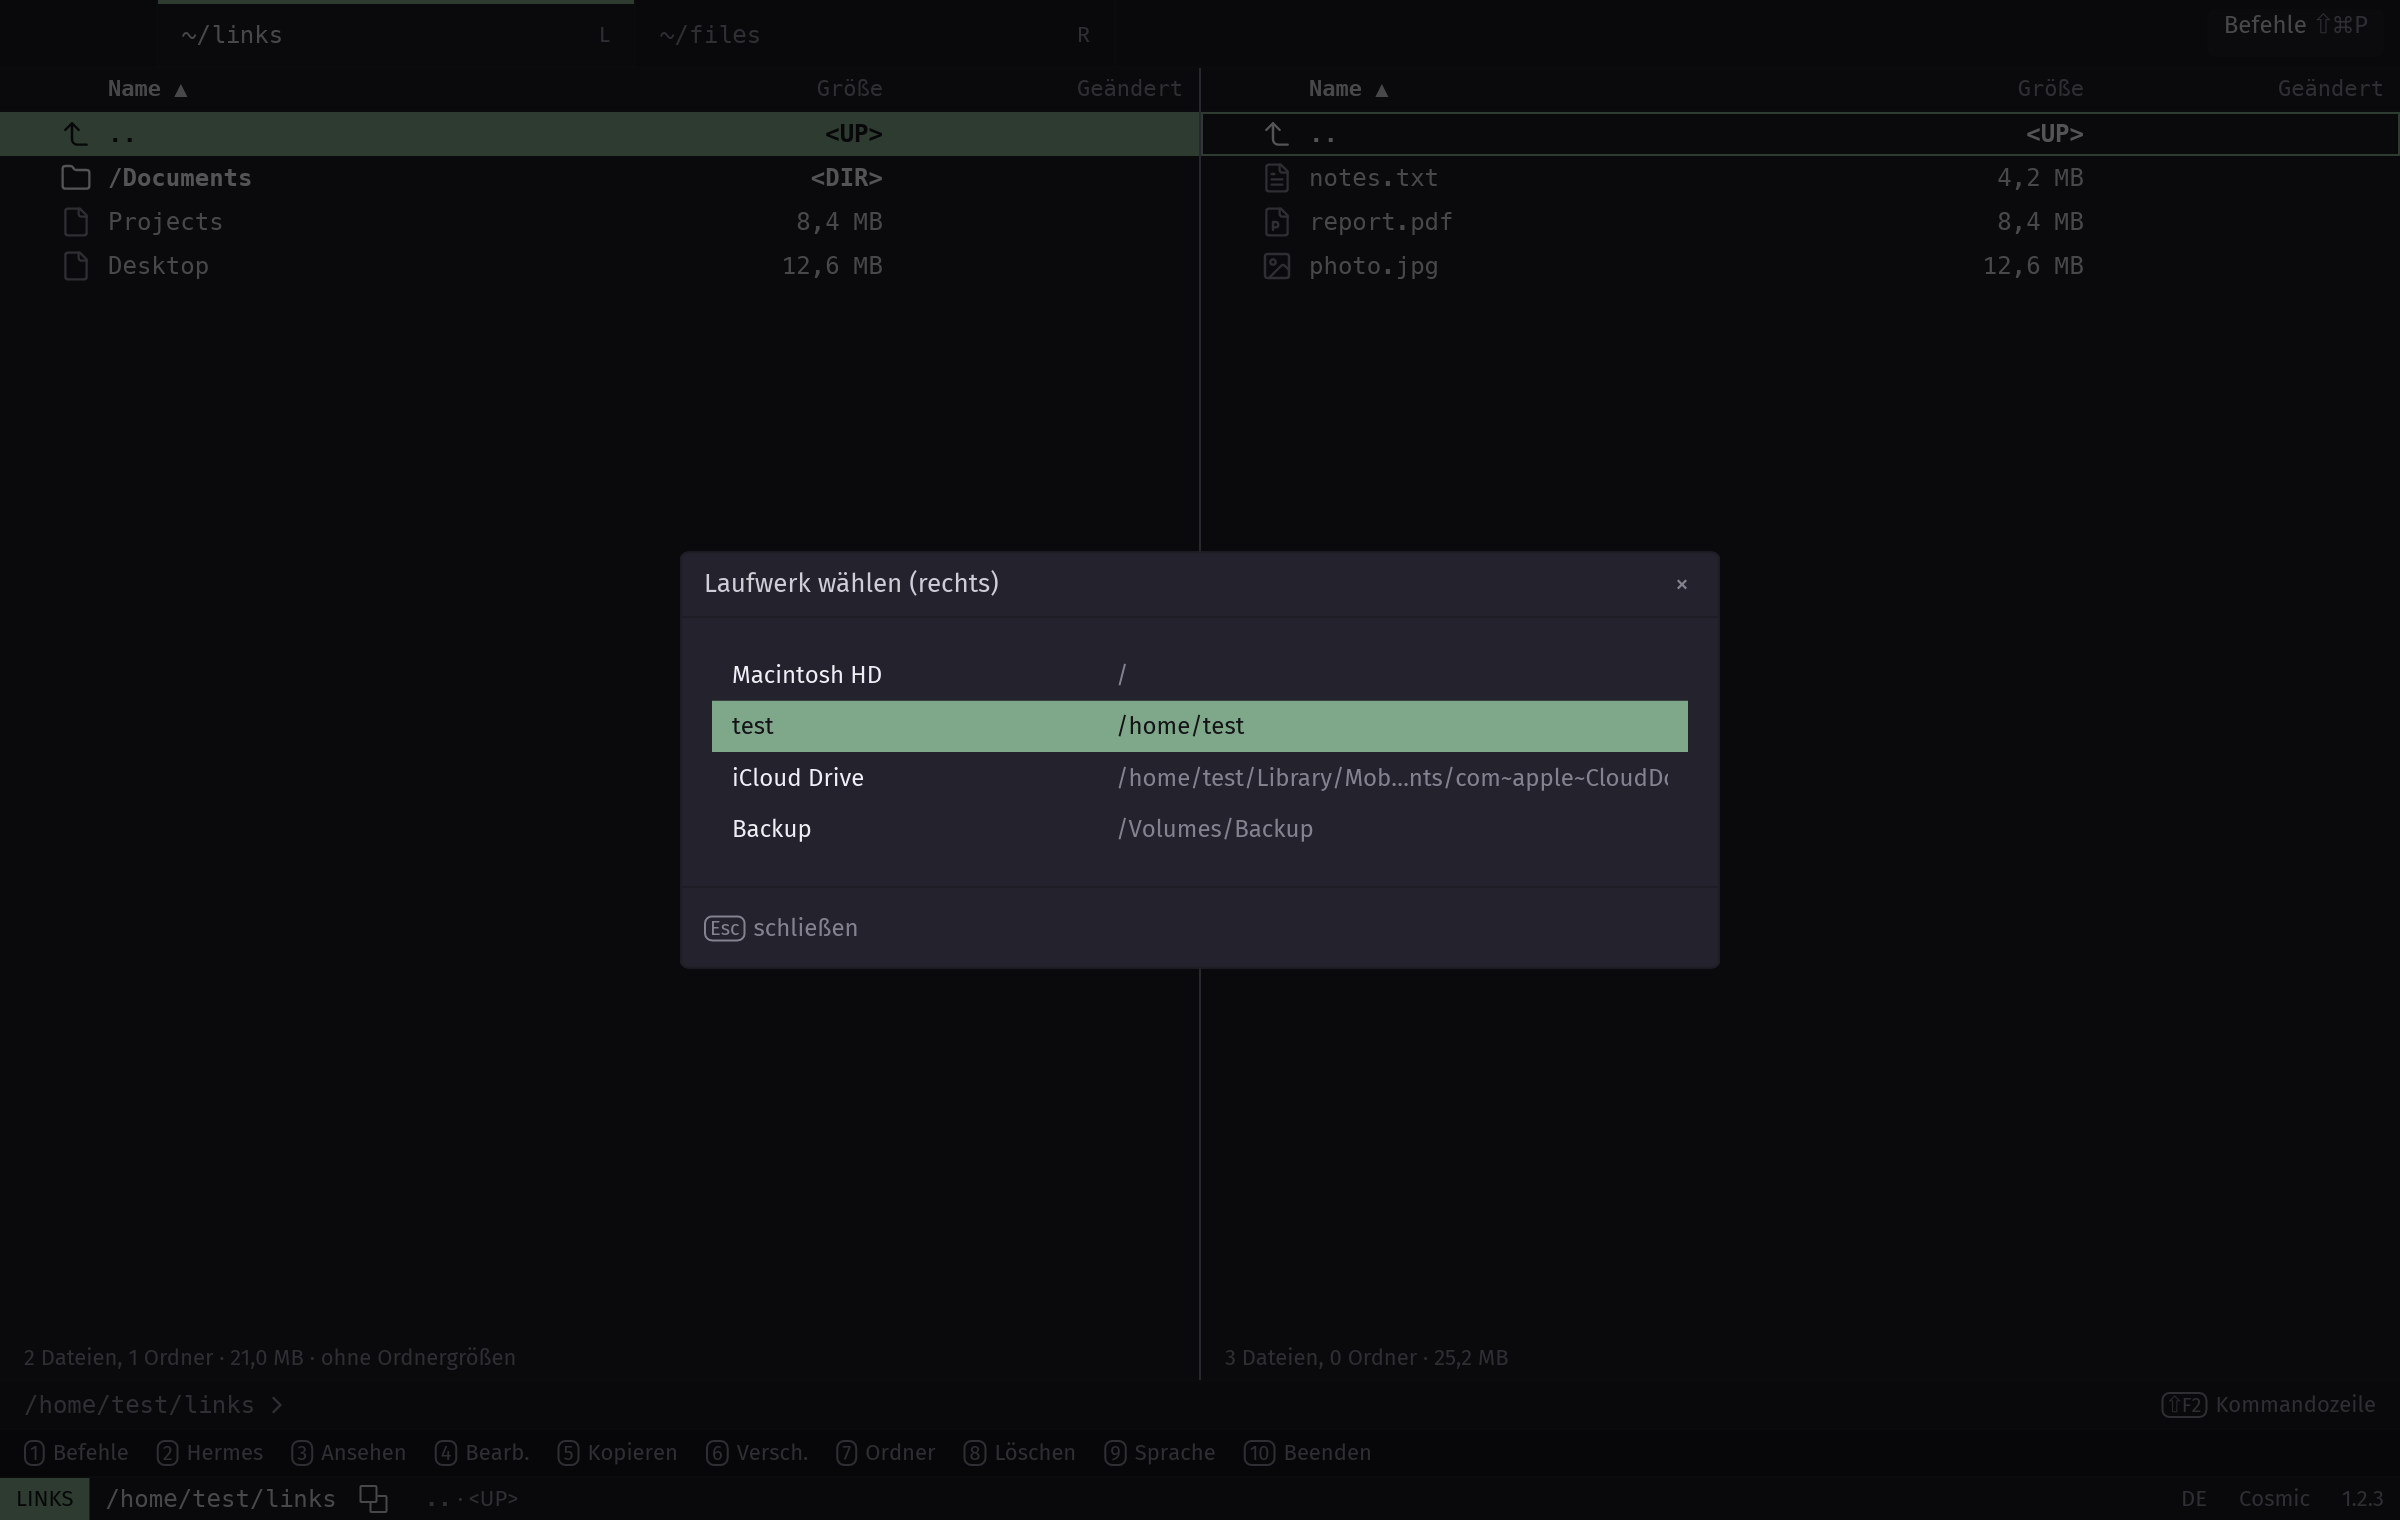 ~/links L ~/files R Befehle ⇧⌘P
Name ▲ Größe Geändert Name ▲ Größe Geändert
.. <UP> .. <UP>
/Documents <DIR> notes.txt 4,2 MB
Projects 8,4 MB report.pdf 8,4 MB
Desktop 12,6 MB photo.jpg 12,6 MB
Laufwerk wählen (rechts) ×
Macintosh HD /
test /home/test
iCloud Drive /home/test/Library/Mob...nts/com~apple~CloudDo
Backup /Volumes/Backup
Esc schließen
2 Dateien, 1 Ordner · 21,0 MB · ohne Ordnergrößen 3 Dateien, 0 Ordner · 25,2 MB
/home/test/links > ⇧F2 Kommandozeile
1 Befehle 2 Hermes 3 Ansehen 4 Bearb. 5 Kopieren 6 Versch. 7 Ordner 8 Löschen 9 Sprache 10 Beenden
LINKS /home/test/links .. · <UP> DE Cosmic 1.2.3